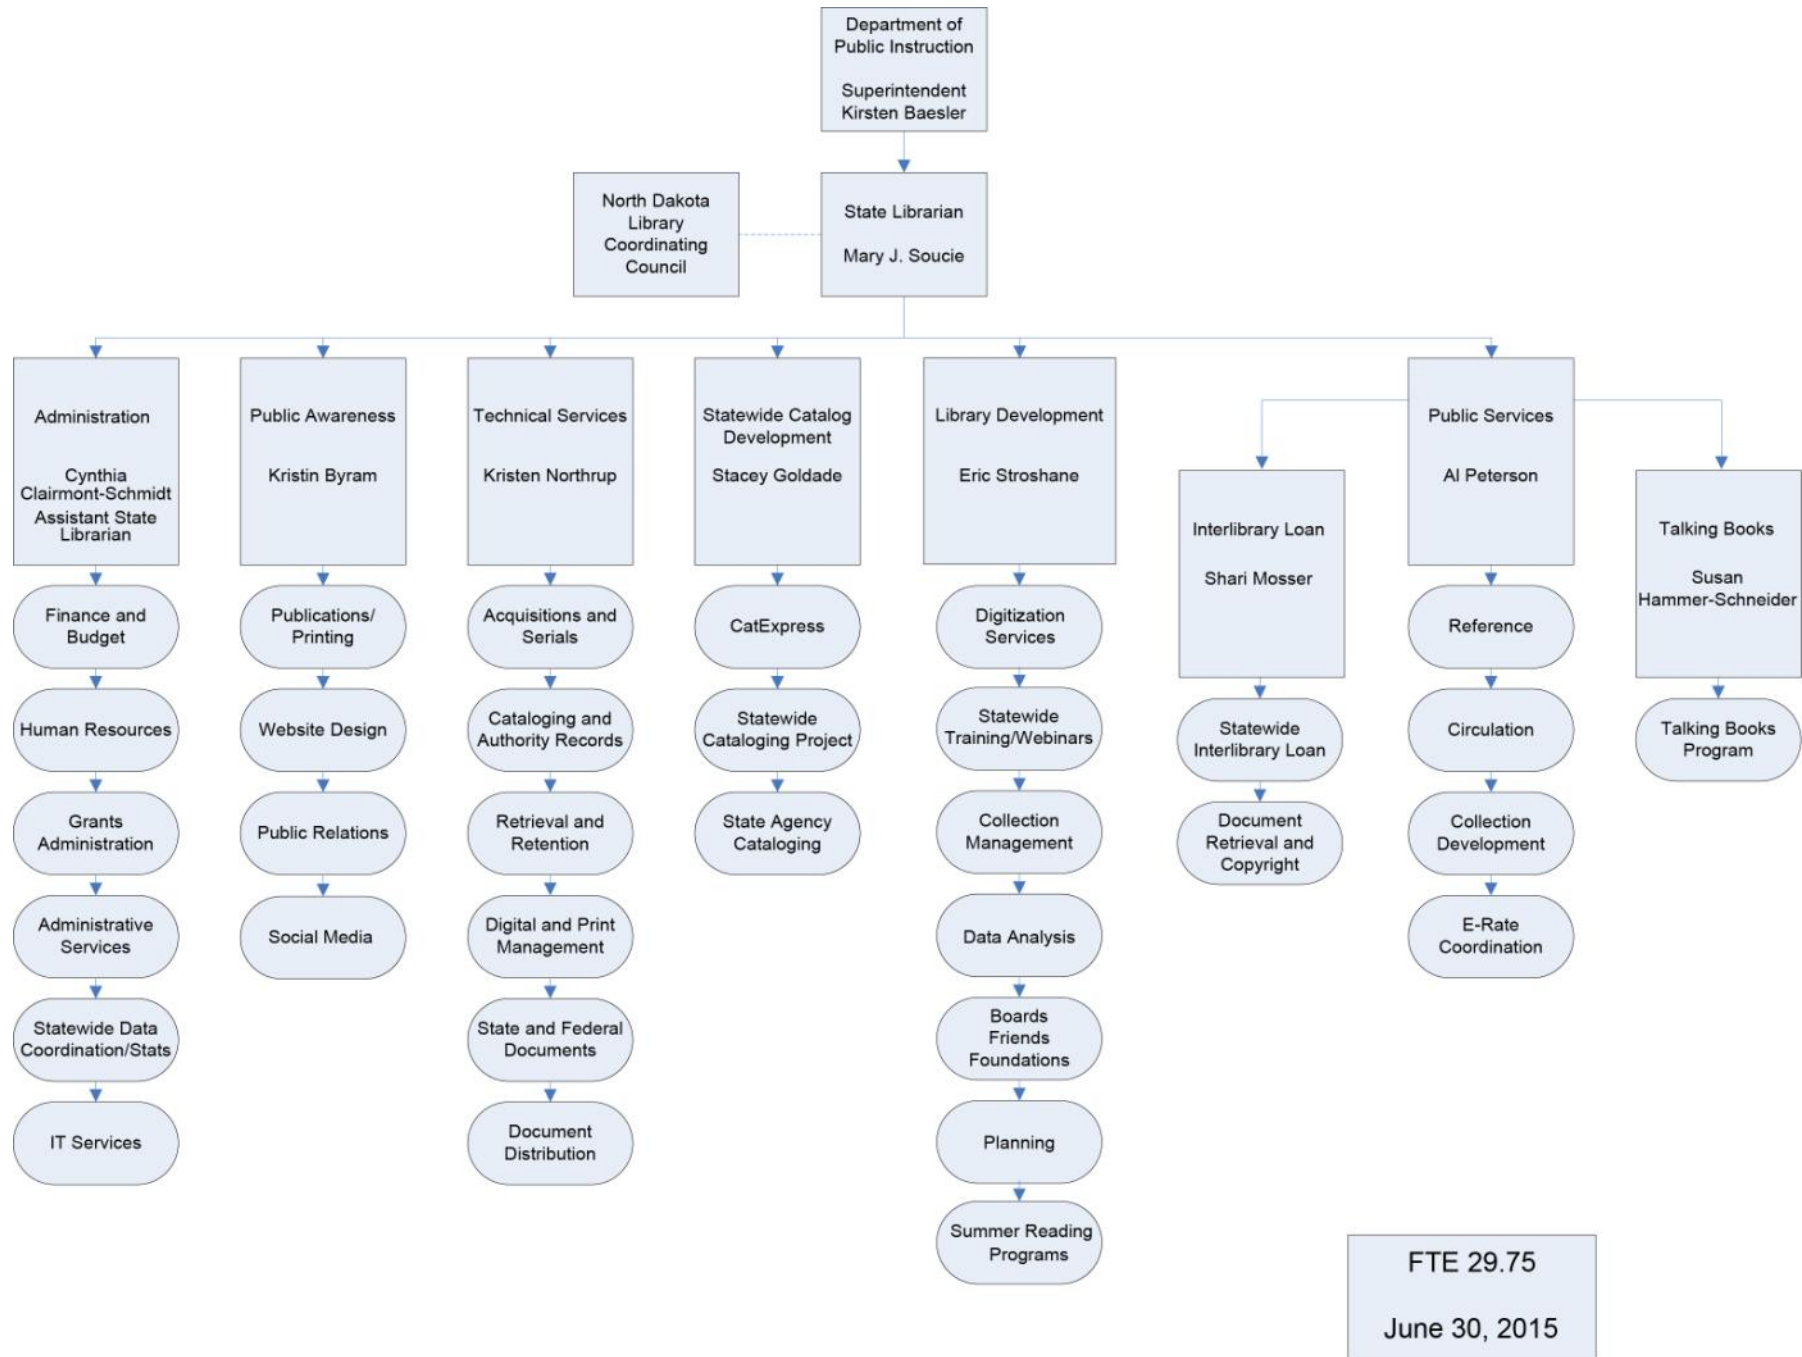 Department of
Public Instruction
Superintendent
Kirsten Baesler
North Dakota
Library
Coordinating
Council
State Librarian
Mary J. Soucie
Administration
Cynthia
Clairmont-Schmidt
Assistant State
Librarian
Finance and
Budget
Human Resources
Grants
Administration
Administrative
Services
Statewide Data
Coordination/Stats
IT Services
Public Awareness
Kristin Byram
Publications/
Printing
Website Design
Public Relations
Social Media
Technical Services
Kristen Northrup
Acquisitions and
Serials
Cataloging and
Authority Records
Retrieval and
Retention
Digital and Print
Management
State and Federal
Documents
Document
Distribution
Statewide Catalog
Development
Stacey Goldade
CatExpress
Statewide
Cataloging Project
State Agency
Cataloging
Library Development
Eric Stroshane
Digitization
Services
Statewide
Training/Webinars
Collection
Management
Data Analysis
Boards
Friends
Foundations
Planning
Summer Reading
Programs
Interlibrary Loan
Shari Mosser
Statewide
Interlibrary Loan
Document
Retrieval and
Copyright
Public Services
Al Peterson
Reference
Circulation
Collection
Development
E-Rate
Coordination
Talking Books
Susan
Hammer-Schneider
Talking Books
Program
FTE 29.75
June 30, 2015